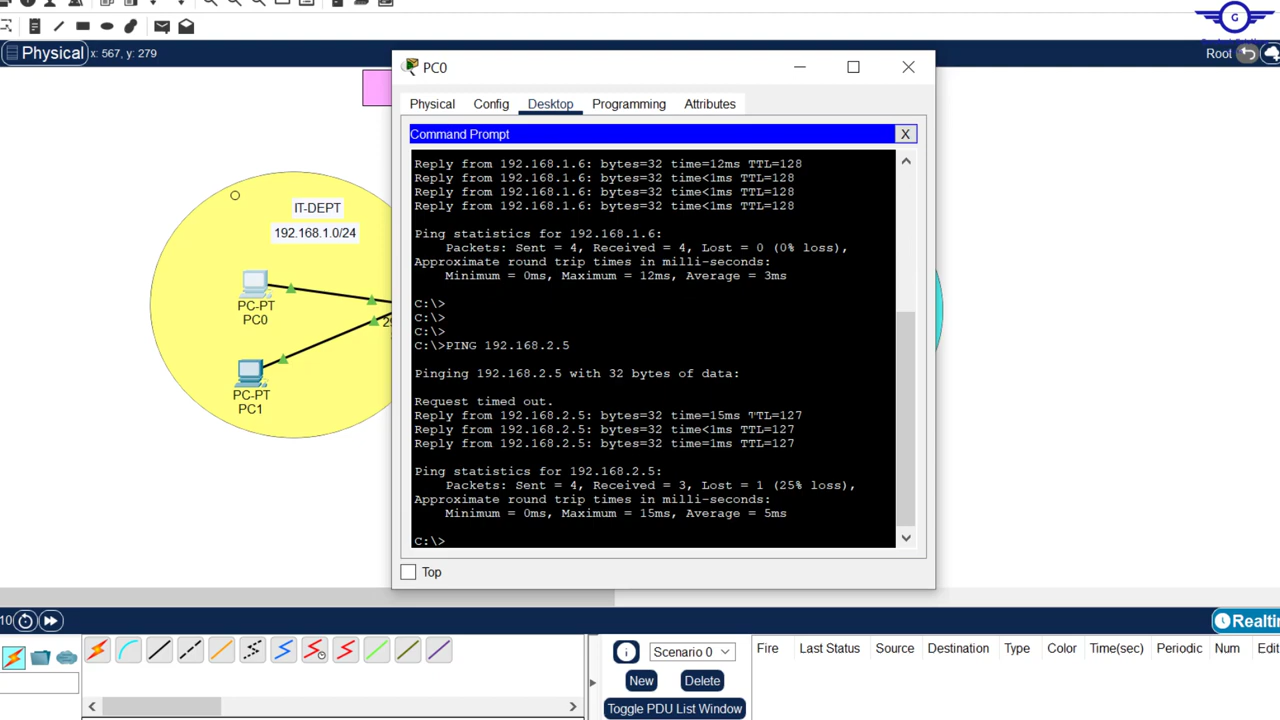 G
Physical
x: 567, y: 279
Root
PC0
Physical
Config
Desktop
Programming
Attributes
Command Prompt
X
Reply from 192.168.1.6: bytes=32 time=12ms TTL=128
Reply from 192.168.1.6: bytes=32 time<1ms TTL=128
Reply from 192.168.1.6: bytes=32 time<1ms TTL=128
Reply from 192.168.1.6: bytes=32 time<1ms TTL=128
Ping statistics for 192.168.1.6:
Packets: Sent = 4, Received = 4, Lost = 0 (0% loss),
Approximate round trip times in milli-seconds:
Minimum = 0ms, Maximum = 12ms, Average = 3ms
C:\>
C:\>
C:\>
C:\>PING 192.168.2.5
Pinging 192.168.2.5 with 32 bytes of data:
Request timed out.
Reply from 192.168.2.5: bytes=32 time=15ms TTL=127
Reply from 192.168.2.5: bytes=32 time<1ms TTL=127
Reply from 192.168.2.5: bytes=32 time=1ms TTL=127
Ping statistics for 192.168.2.5:
Packets: Sent = 4, Received = 3, Lost = 1 (25% loss),
Approximate round trip times in milli-seconds:
Minimum = 0ms, Maximum = 15ms, Average = 5ms
C:\>
Top
IT-DEPT
192.168.1.0/24
PC-PT
PC0
PC-PT
PC1
10
Realti
Scenario 0
New
Delete
Toggle PDU List Window
Fire
Last Status
Source
Destination
Type
Color
Time(sec)
Periodic
Num
Edit